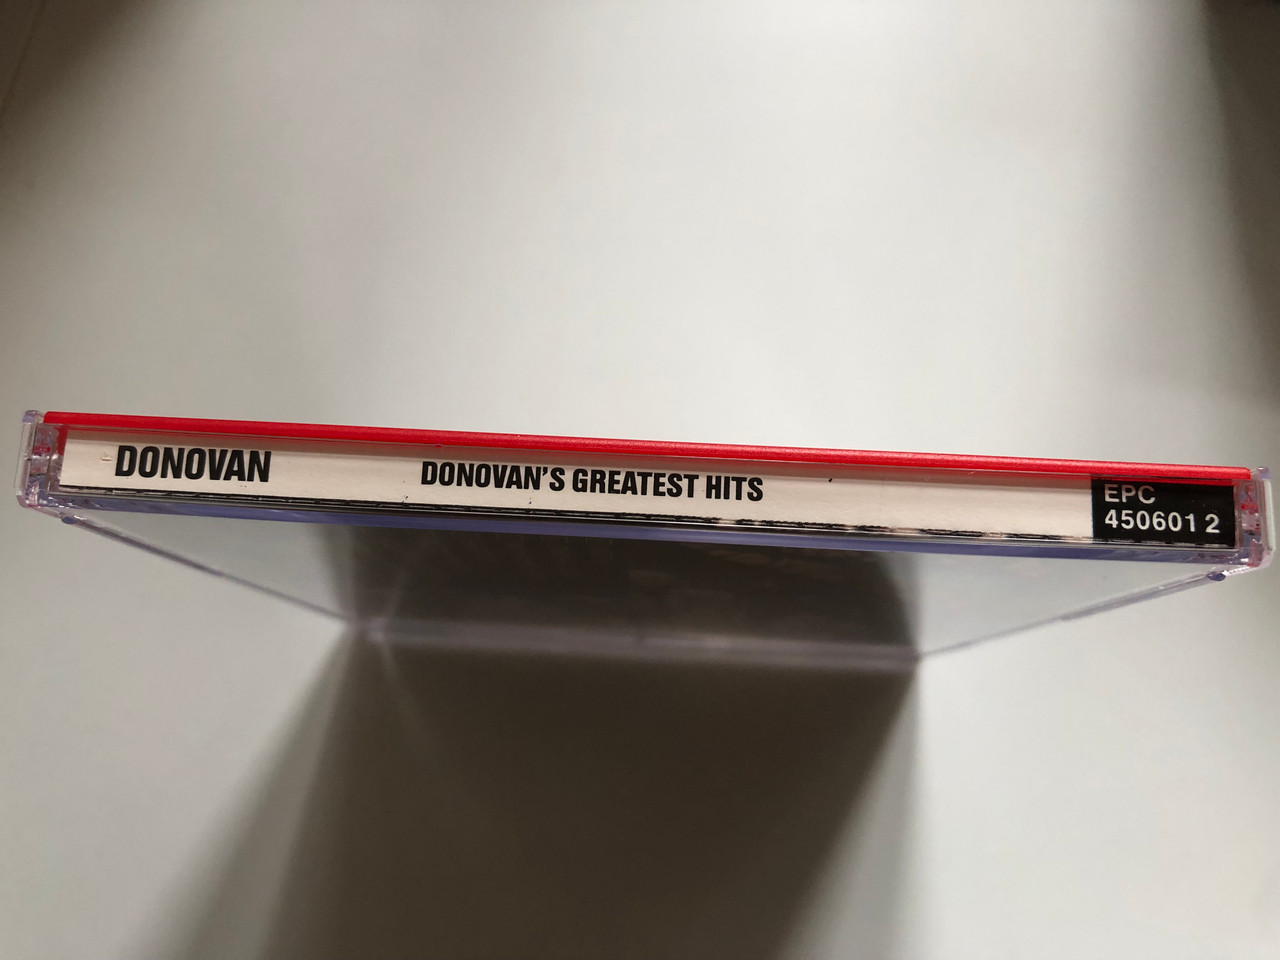 DONOVAN
DONOVAN'S GREATEST HITS
EPC
450601 2